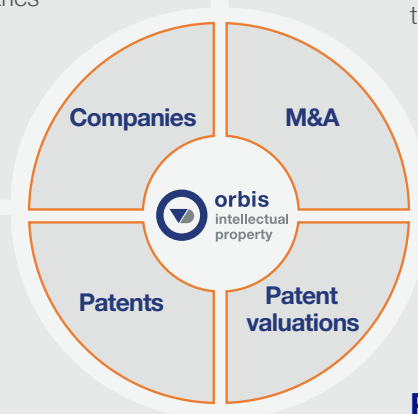 Companies
M&A
orbis
intellectual
property
Patents
Patent
valuations